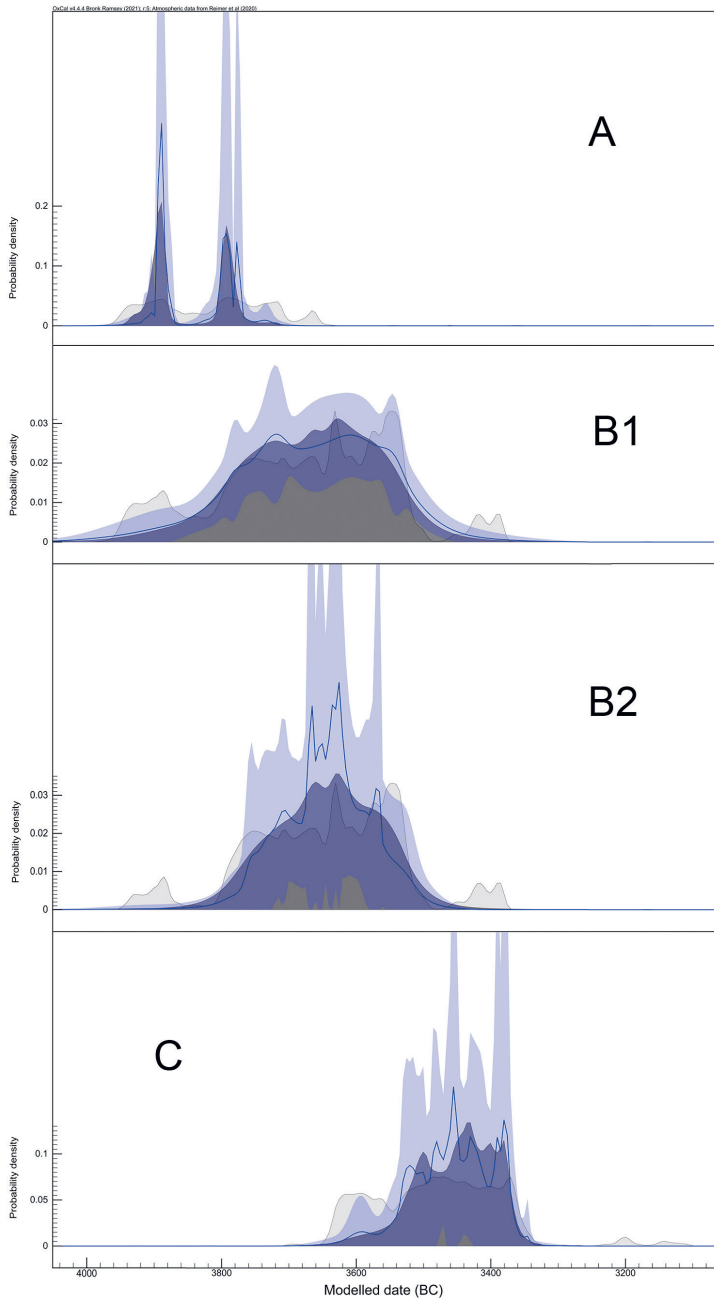 OxCal v4.4.4 Bronk Ramsey (2021); r:5; Atmospheric data from Reimer et al (2020)
A
0.2
0.1
0
Probability density
B1
0.03
0.02
0.01
0
Probability density
B2
0.03
0.02
0.01
0
Probability density
C
0.1
0.05
0
Probability density
4000 3800 3600 3400 3200
Modelled date (BC)